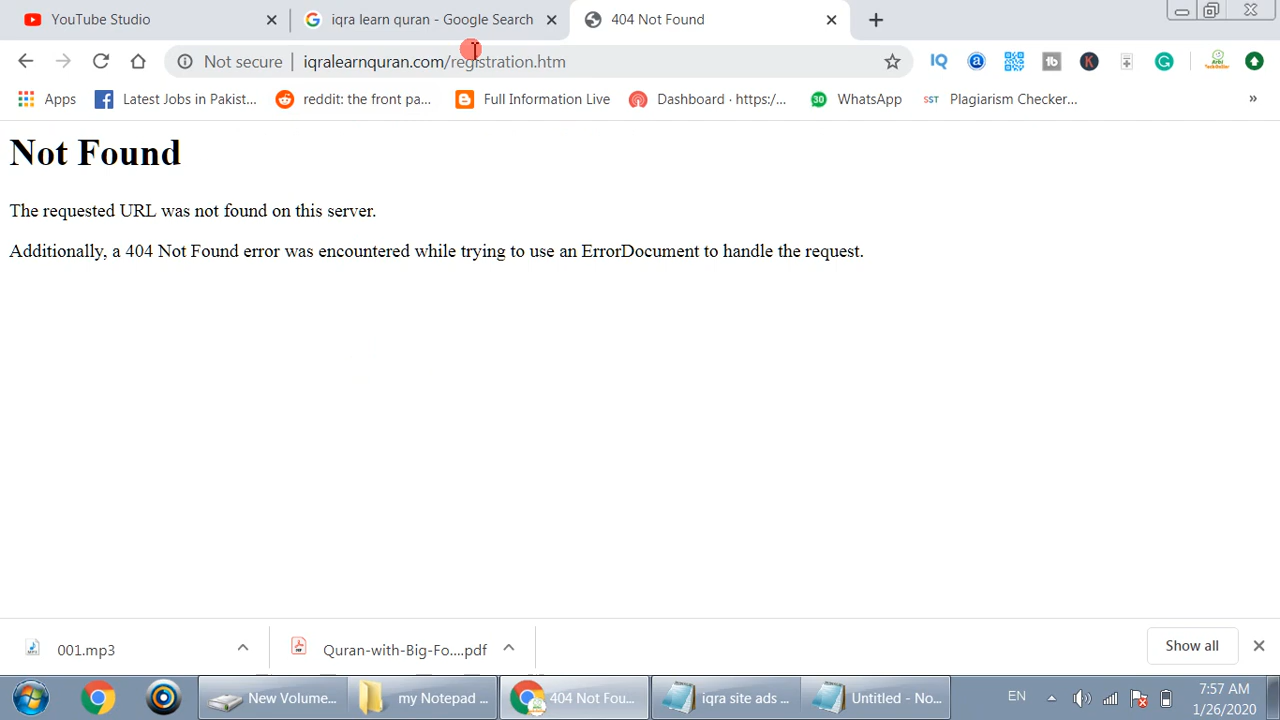 YouTube Studio
iqra learn quran - Google Search
404 Not Found
Not secure
iqralearnquran.com/registration.htm
IQ
a
tb
K
G
Apps
Latest Jobs in Pakist...
reddit: the front pa...
Full Information Live
Dashboard · https:/...
30
WhatsApp
SST
Plagiarism Checker...
»
Not Found
The requested URL was not found on this server.
Additionally, a 404 Not Found error was encountered while trying to use an ErrorDocument to handle the request.
001.mp3
Quran-with-Big-Fo....pdf
Show all
New Volume...
my Notepad ...
404 Not Fou...
iqra site ads ...
Untitled - No...
EN
7:57 AM
1/26/2020